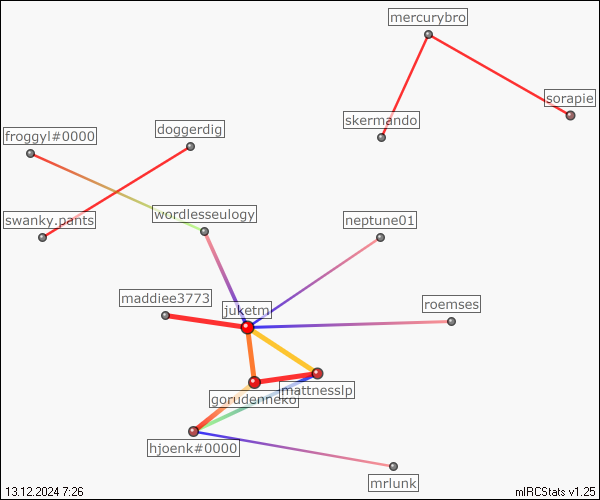 mercurybro
sorapie
skermando
doggerdig
froggyl#0000
wordlesseulogy
swanky.pants
neptune01
maddiee3773
roemses
juketm
mattnesslp
gorudenneko
hjoenk#0000
mrlunk
13.12.2024 7:26
mIRCStats v1.25